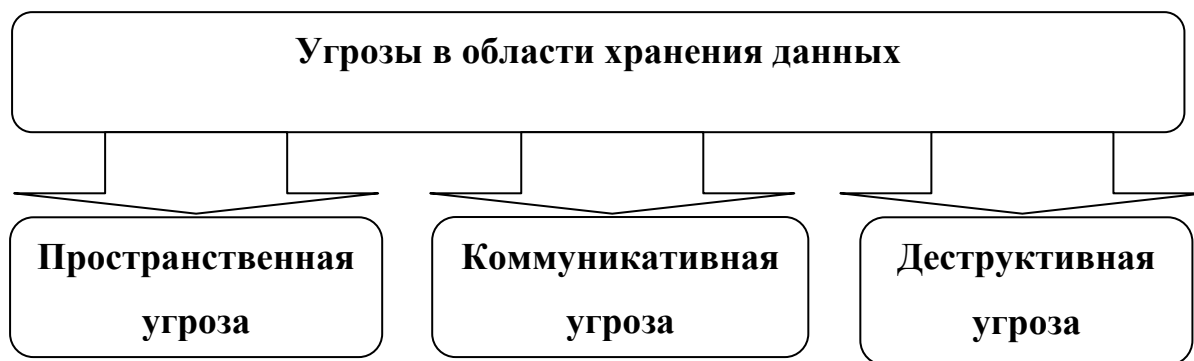 Угрозы в области хранения данных
Пространственная
угроза
Коммуникативная
угроза
Деструктивная
угроза